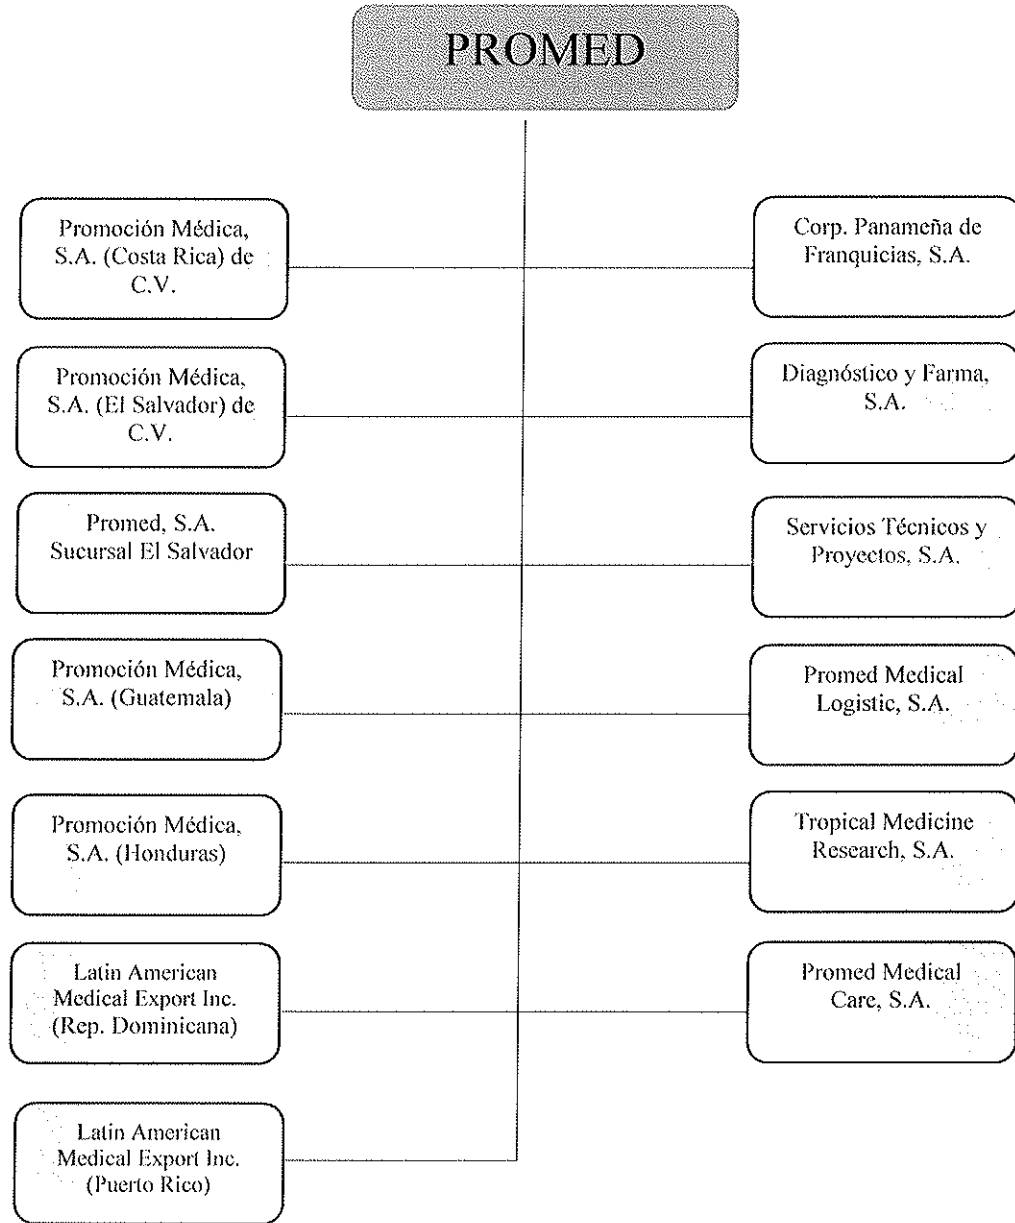 PROMED
Promoción Médica,
S.A. (Costa Rica) de
C.V.
Corp. Panameña de
Franquicias, S.A.
Promoción Médica,
S.A. (El Salvador) de
C.V.
Diagnóstico y Farma,
S.A.
Promed, S.A.
Sucursal El Salvador
Servicios Técnicos y
Proyectos, S.A.
Promoción Médica,
S.A. (Guatemala)
Promed Medical
Logistic, S.A.
Promoción Médica,
S.A. (Honduras)
Tropical Medicine
Research, S.A.
Latin American
Medical Export Inc.
(Rep. Dominicana)
Promed Medical
Care, S.A.
Latin American
Medical Export Inc.
(Puerto Rico)